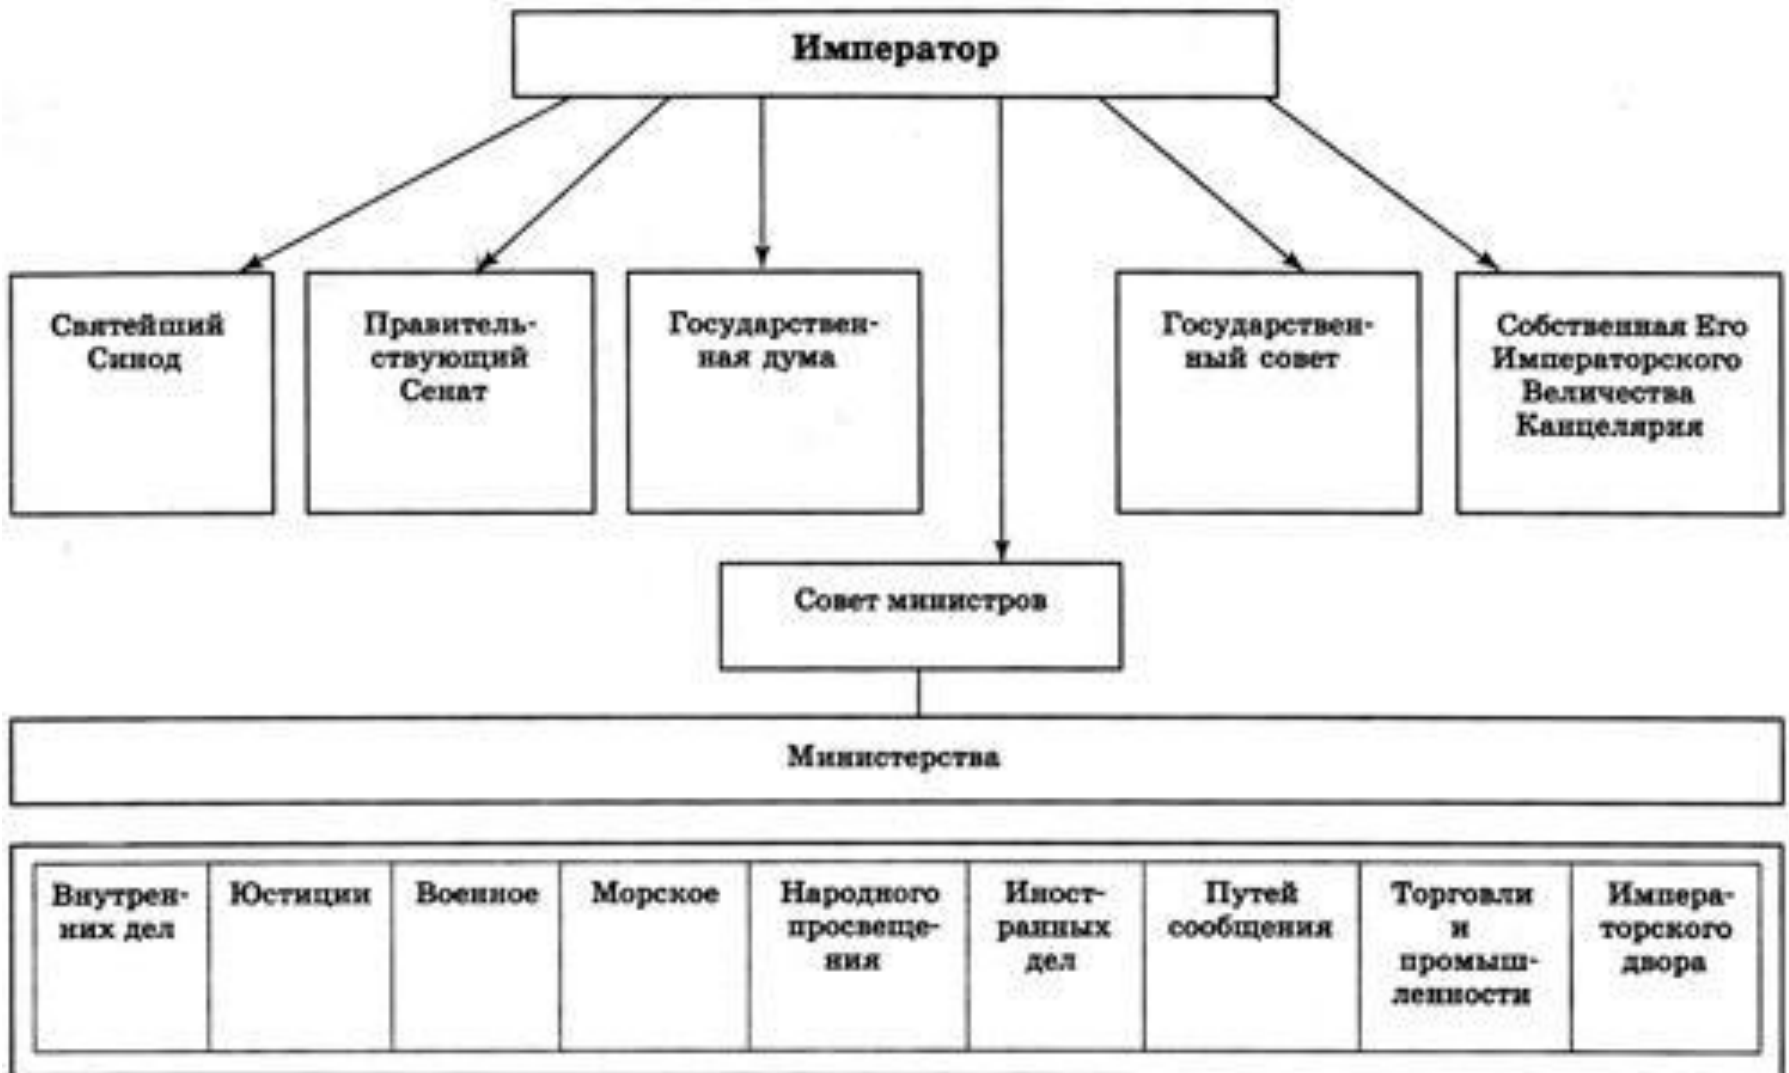 Император
Святейший
Синод
Правитель-
ствующий
Сенат
Государствен-
ная дума
Государствен-
ный совет
Собственная Его
Императорского
Величества
Канцелярия
Совет министров
Министерства
Внутрен-
них дел
Юстиции
Военное
Морское
Народного
просвеще-
ния
Иност-
ранных
дел
Путей
сообщения
Торговли
и
промыш-
ленности
Импера-
торского
двора